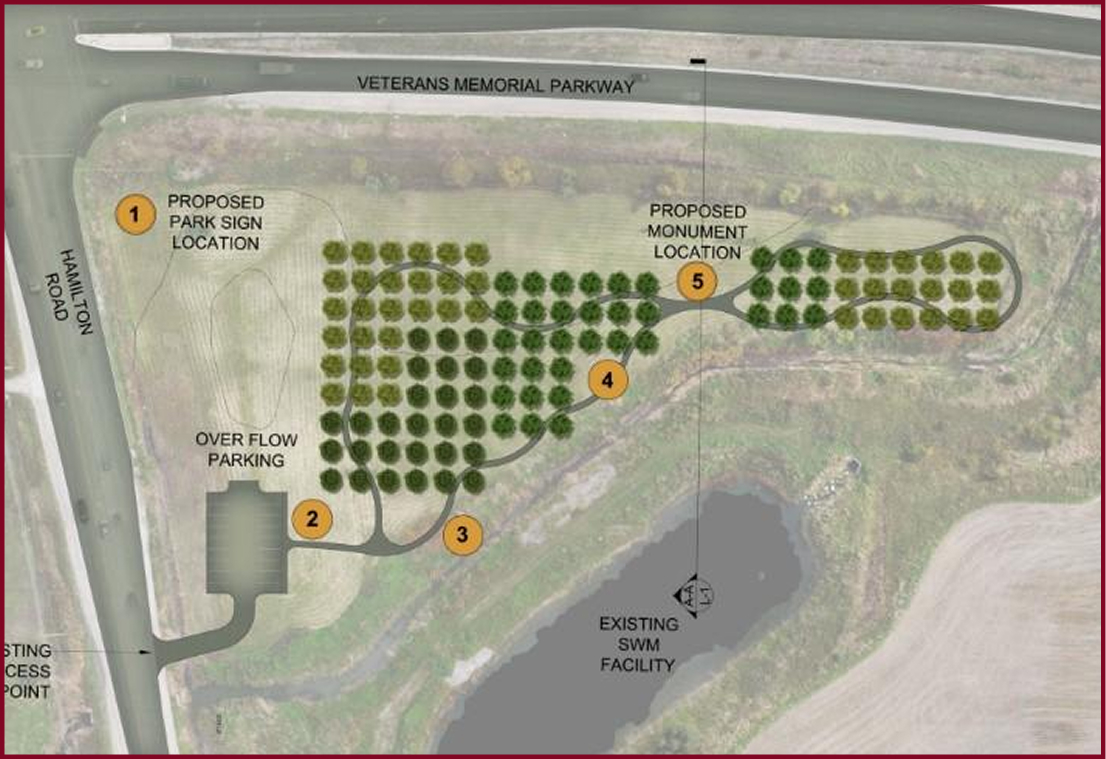 VETERANS MEMORIAL PARKWAY
1
PROPOSED
PARK SIGN
LOCATION
PROPOSED
MONUMENT
LOCATION
HAMILTON
ROAD
5
4
OVER FLOW
PARKING
2
3
A-A
L-1
EXISTING
SWM
FACILITY
STING
CESS
POINT